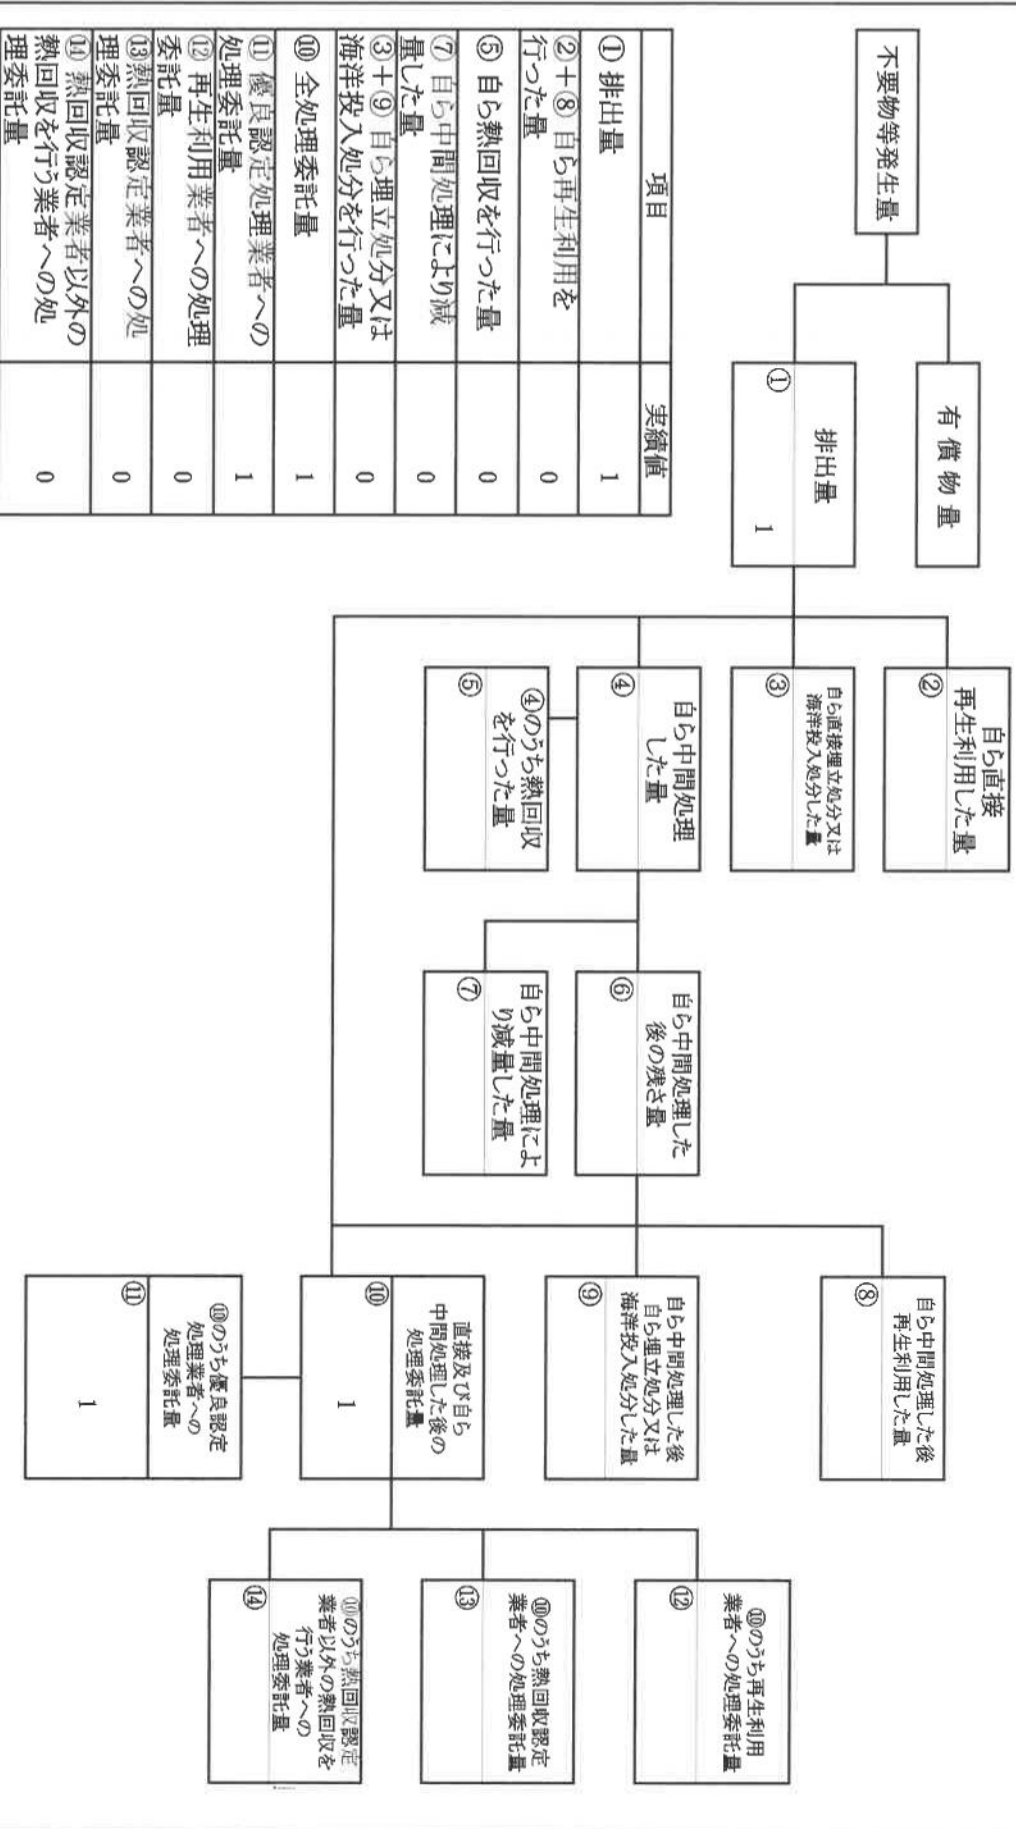 不要物等発生量
有償物量
排出量
①
1
自ら直接
再生利用した量
②
自ら直接埋立処分又は
海洋投入処分した量
③
自ら中間処理
した量
④
④のうち熱回収
を行った量
⑤
自ら中間処理した
後の残さ量
⑥
自ら中間処理によ
り減量した量
⑦
自ら中間処理した後
再生利用した量
⑧
自ら中間処理した後
自ら埋立処分又は
海洋投入処分した量
⑨
直接及び自ら
中間処理した後の
処理委託量
⑩
1
⑩のうち優良認定
処理業者への
処理委託量
⑪
1
⑩のうち再生利用
業者への処理委託量
⑫
⑩のうち熱回収認定
業者への処理委託量
⑬
⑩のうち熱回収認定
業者以外の熱回収を
行う業者への
処理委託量
⑭
項目 実績値
① 排出量 1
②+⑧ 自ら再生利用を
行った量 0
⑤ 自ら熱回収を行った量 0
⑦ 自ら中間処理により減
量した量 0
③+⑨ 自ら埋立処分又は
海洋投入処分を行った量 0
⑩ 全処理委託量 1
⑪ 優良認定処理業者への
処理委託量 1
⑫ 再生利用業者への処理
委託量 0
⑬熱回収認定業者への処
理委託量 0
⑭ 熱回収認定業者以外の
熱回収を行う業者への処
理委託量 0